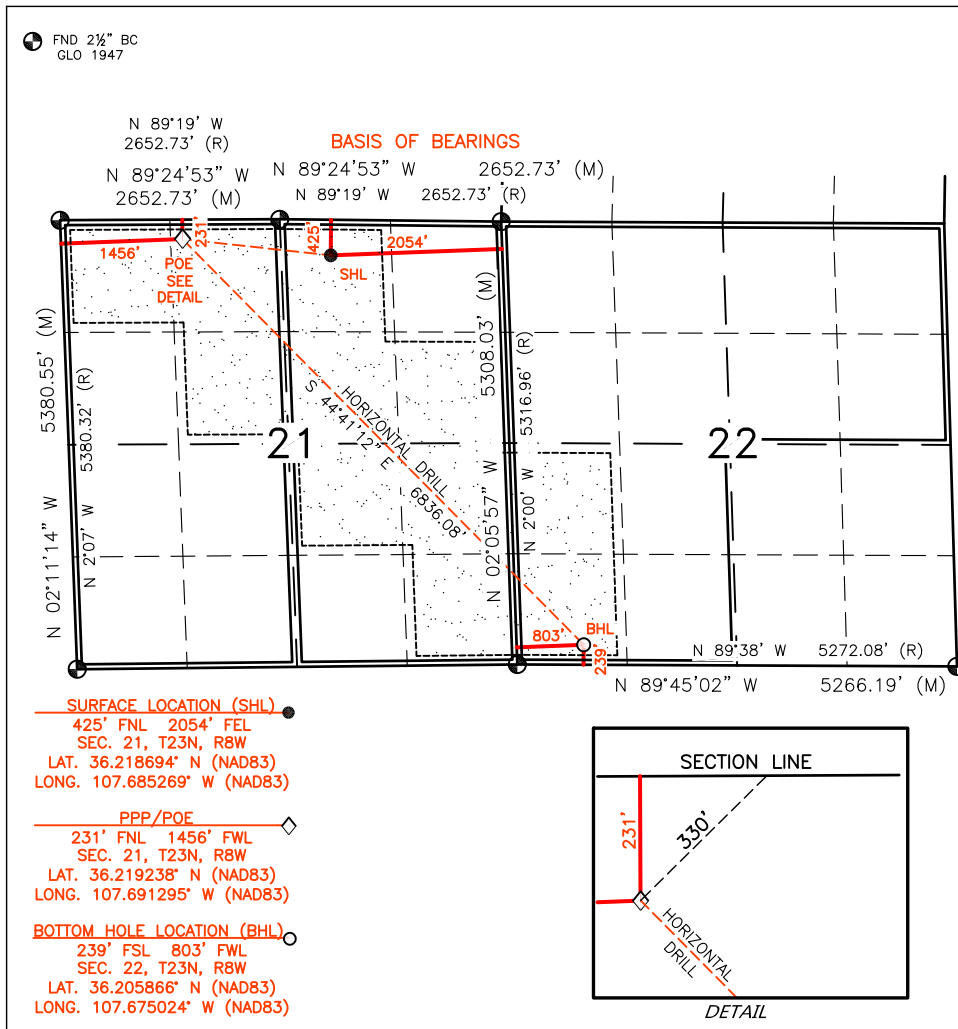 FND 2½" BC
GLO 1947
N 89°19' W
2652.73' (R)
N 89°24'53" W
2652.73' (M)
BASIS OF BEARINGS
N 89°24'53" W 2652.73' (M)
N 89°19' W 2652.73' (R)
1456'
231'
POE
SEE
DETAIL
425'
2054'
SHL
N 02°11'14" W 5380.55' (M)
N 2°07' W 5380.32' (R)
21
HORIZONTAL DRILL
S 44°41'12" E 6836.08'
N 02°05'57" W 5308.03' (M)
N 2°00' W 5316.96' (R)
22
803'
BHL
239'
N 89°38' W 5272.08' (R)
N 89°45'02" W 5266.19' (M)
SURFACE LOCATION (SHL)
425' FNL 2054' FEL
SEC. 21, T23N, R8W
LAT. 36.218694° N (NAD83)
LONG. 107.685269° W (NAD83)
PPP/POE
231' FNL 1456' FWL
SEC. 21, T23N, R8W
LAT. 36.219238° N (NAD83)
LONG. 107.691295° W (NAD83)
BOTTOM HOLE LOCATION (BHL)
239' FSL 803' FWL
SEC. 22, T23N, R8W
LAT. 36.205866° N (NAD83)
LONG. 107.675024° W (NAD83)
SECTION LINE
231'
330'
HORIZONTAL
DRILL
DETAIL